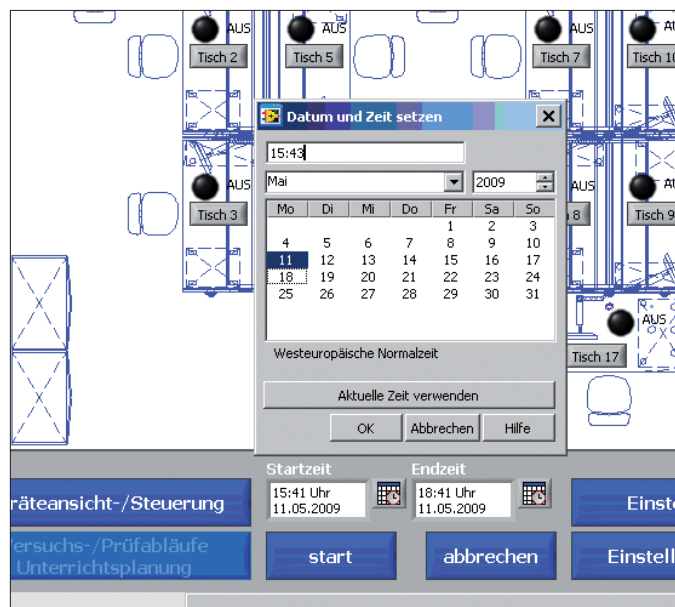 AUS
AUS
AUS
Tisch 2
Tisch 5
Tisch 7
Tisch 10
Datum und Zeit setzen
15:43
Mai
2009
AUS
AUS
Tisch 3
8
Tisch 9
Mo Di Mi Do Fr Sa So
1 2 3
4 5 6 7 8 9 10
11 12 13 14 15 16 17
18 19 20 21 22 23 24
25 26 27 28 29 30 31
AUS
Westeuropäische Normalzeit
Tisch 17
Aktuelle Zeit verwenden
OK Abbrechen Hilfe
Startzeit Endzeit
15:41 Uhr
11.05.2009
18:41 Uhr
11.05.2009
räteansicht-/Steuerung
Einst
ersuchs-/Prüfabläufe
Unterrichtsplanung
start
abbrechen
Einstell